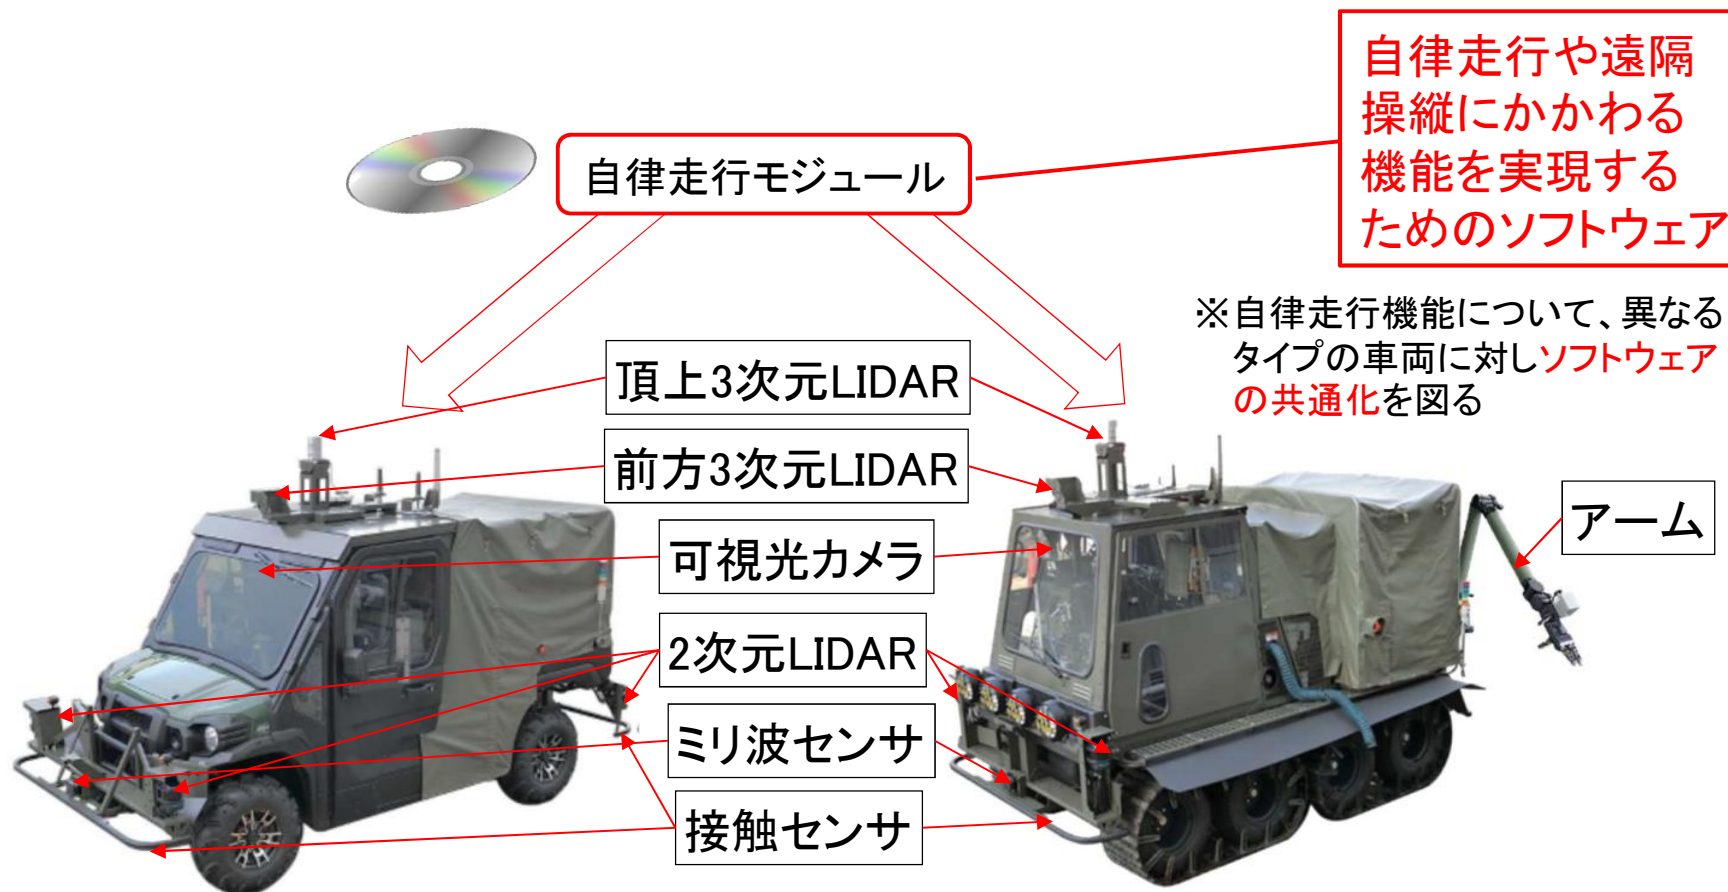 自律走行や遠隔
操縦にかかわる
機能を実現する
ためのソフトウェア
自律走行モジュール
※自律走行機能について、異なる
タイプの車両に対しソフトウェア
の共通化を図る
頂上3次元LIDAR
前方3次元LIDAR
アーム
可視光カメラ
2次元LIDAR
ミリ波センサ
接触センサ